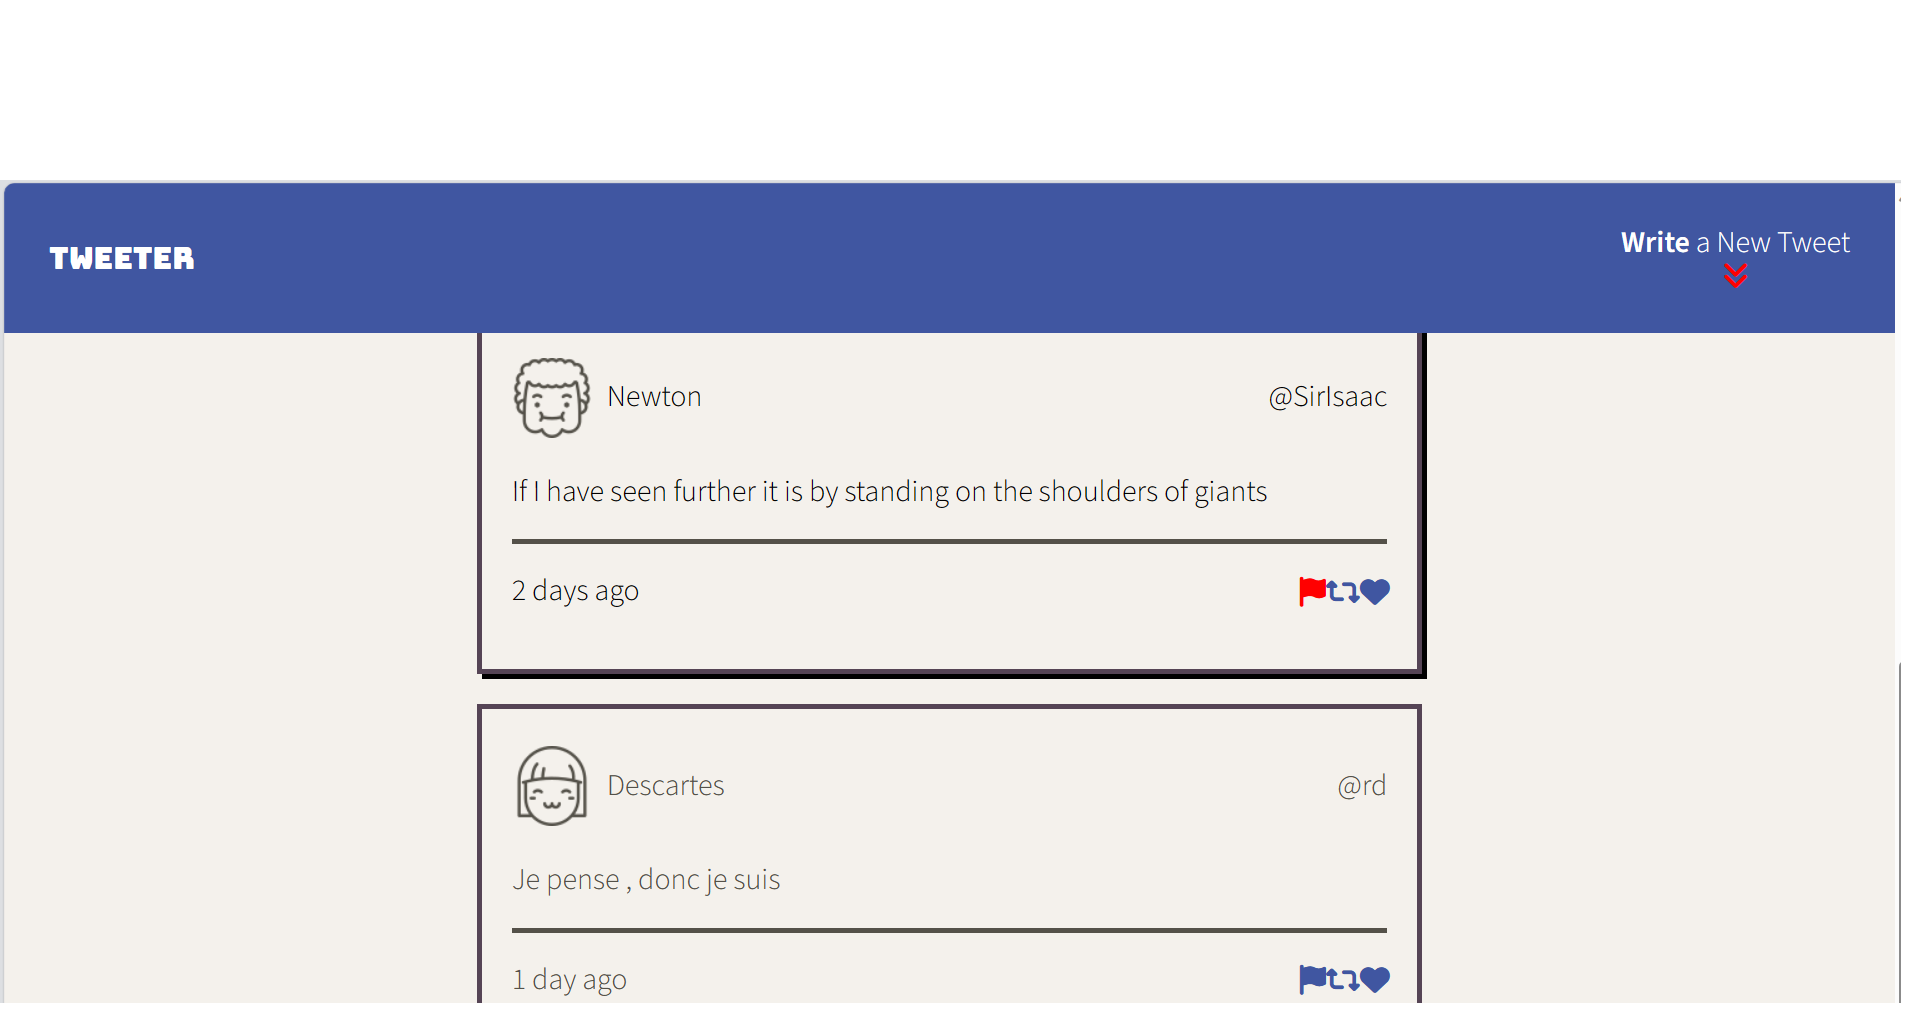 TWEETER
Write a New Tweet
Newton
@SirIsaac
If I have seen further it is by standing on the shoulders of giants
2 days ago
Descartes
@rd
Je pense , donc je suis
1 day ago